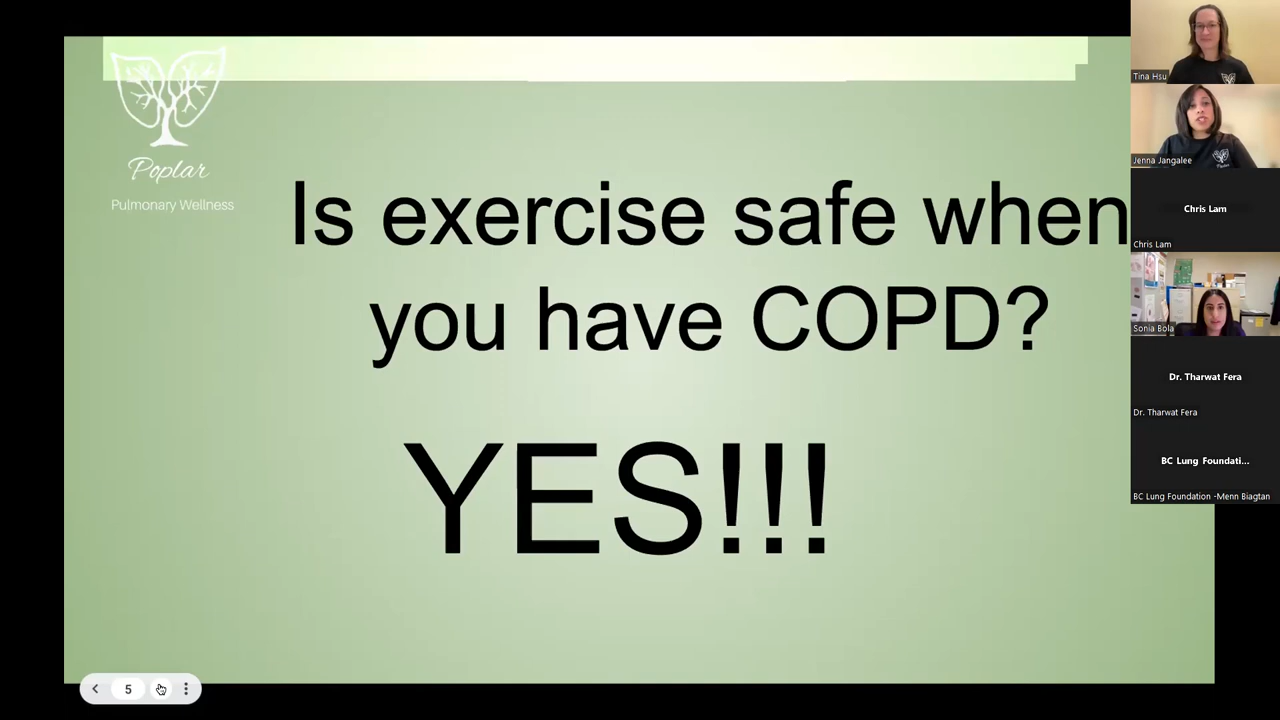 Poplar
Pulmonary Wellness
Is exercise safe when
you have COPD?
YES!!!
5
Tina Hsu
Jenna Jangalee
Chris Lam
Chris Lam
Sonia Bola
Dr. Tharwat Fera
Dr. Tharwat Fera
BC Lung Foundati...
BC Lung Foundation -Menn Biagtan